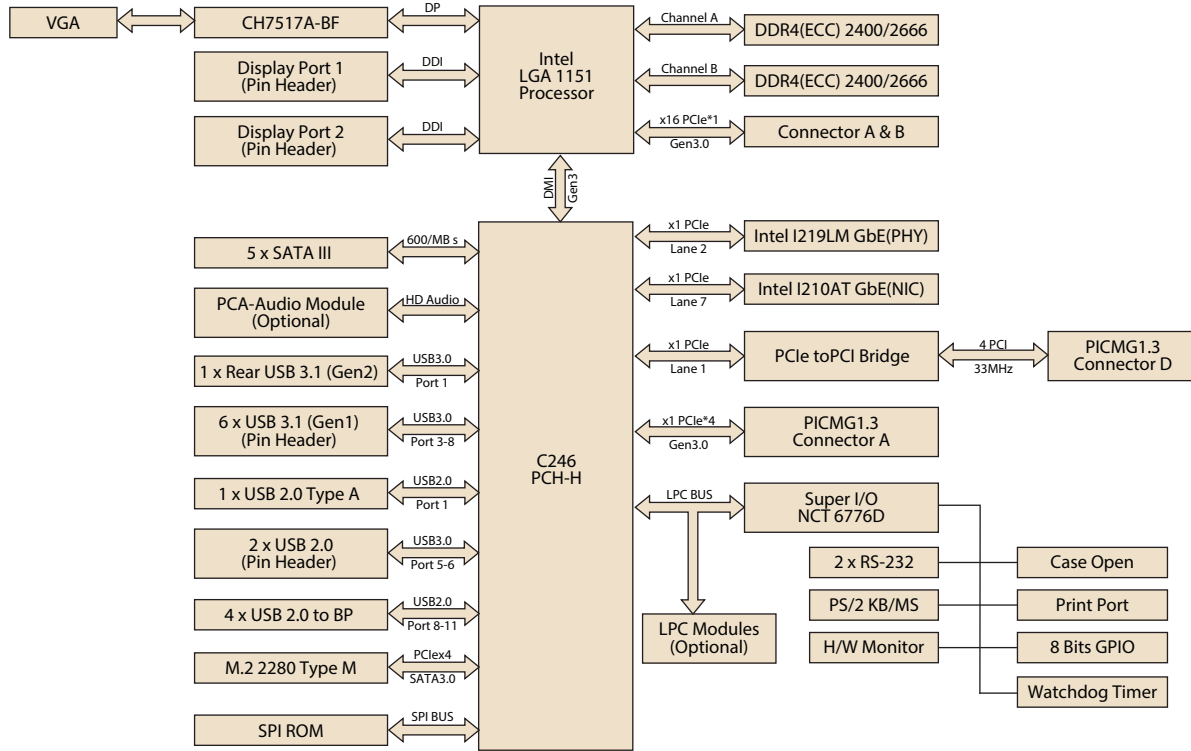 VGA
CH7517A-BF
DP
Display Port 1
(Pin Header)
DDI
Display Port 2
(Pin Header)
DDI
Intel
LGA 1151
Processor
Channel A
DDR4(ECC) 2400/2666
Channel B
DDR4(ECC) 2400/2666
x16 PCIe*1
Gen3.0
Connector A & B
DMI
Gen3
5 x SATA III
600/MB s
PCA-Audio Module
(Optional)
HD Audio
1 x Rear USB 3.1 (Gen2)
USB3.0
Port 1
6 x USB 3.1 (Gen1)
(Pin Header)
USB3.0
Port 3-8
1 x USB 2.0 Type A
USB2.0
Port 1
2 x USB 2.0
(Pin Header)
USB3.0
Port 5-6
4 x USB 2.0 to BP
USB2.0
Port 8-11
M.2 2280 Type M
PCIex4
SATA3.0
SPI ROM
SPI BUS
C246
PCH-H
x1 PCIe
Lane 2
Intel I219LM GbE(PHY)
x1 PCIe
Lane 7
Intel I210AT GbE(NIC)
x1 PCIe
Lane 1
PCIe toPCI Bridge
4 PCI
33MHz
PICMG1.3
Connector D
x1 PCIe*4
Gen3.0
PICMG1.3
Connector A
LPC BUS
Super I/O
NCT 6776D
LPC Modules
(Optional)
2 x RS-232
Case Open
PS/2 KB/MS
Print Port
H/W Monitor
8 Bits GPIO
Watchdog Timer